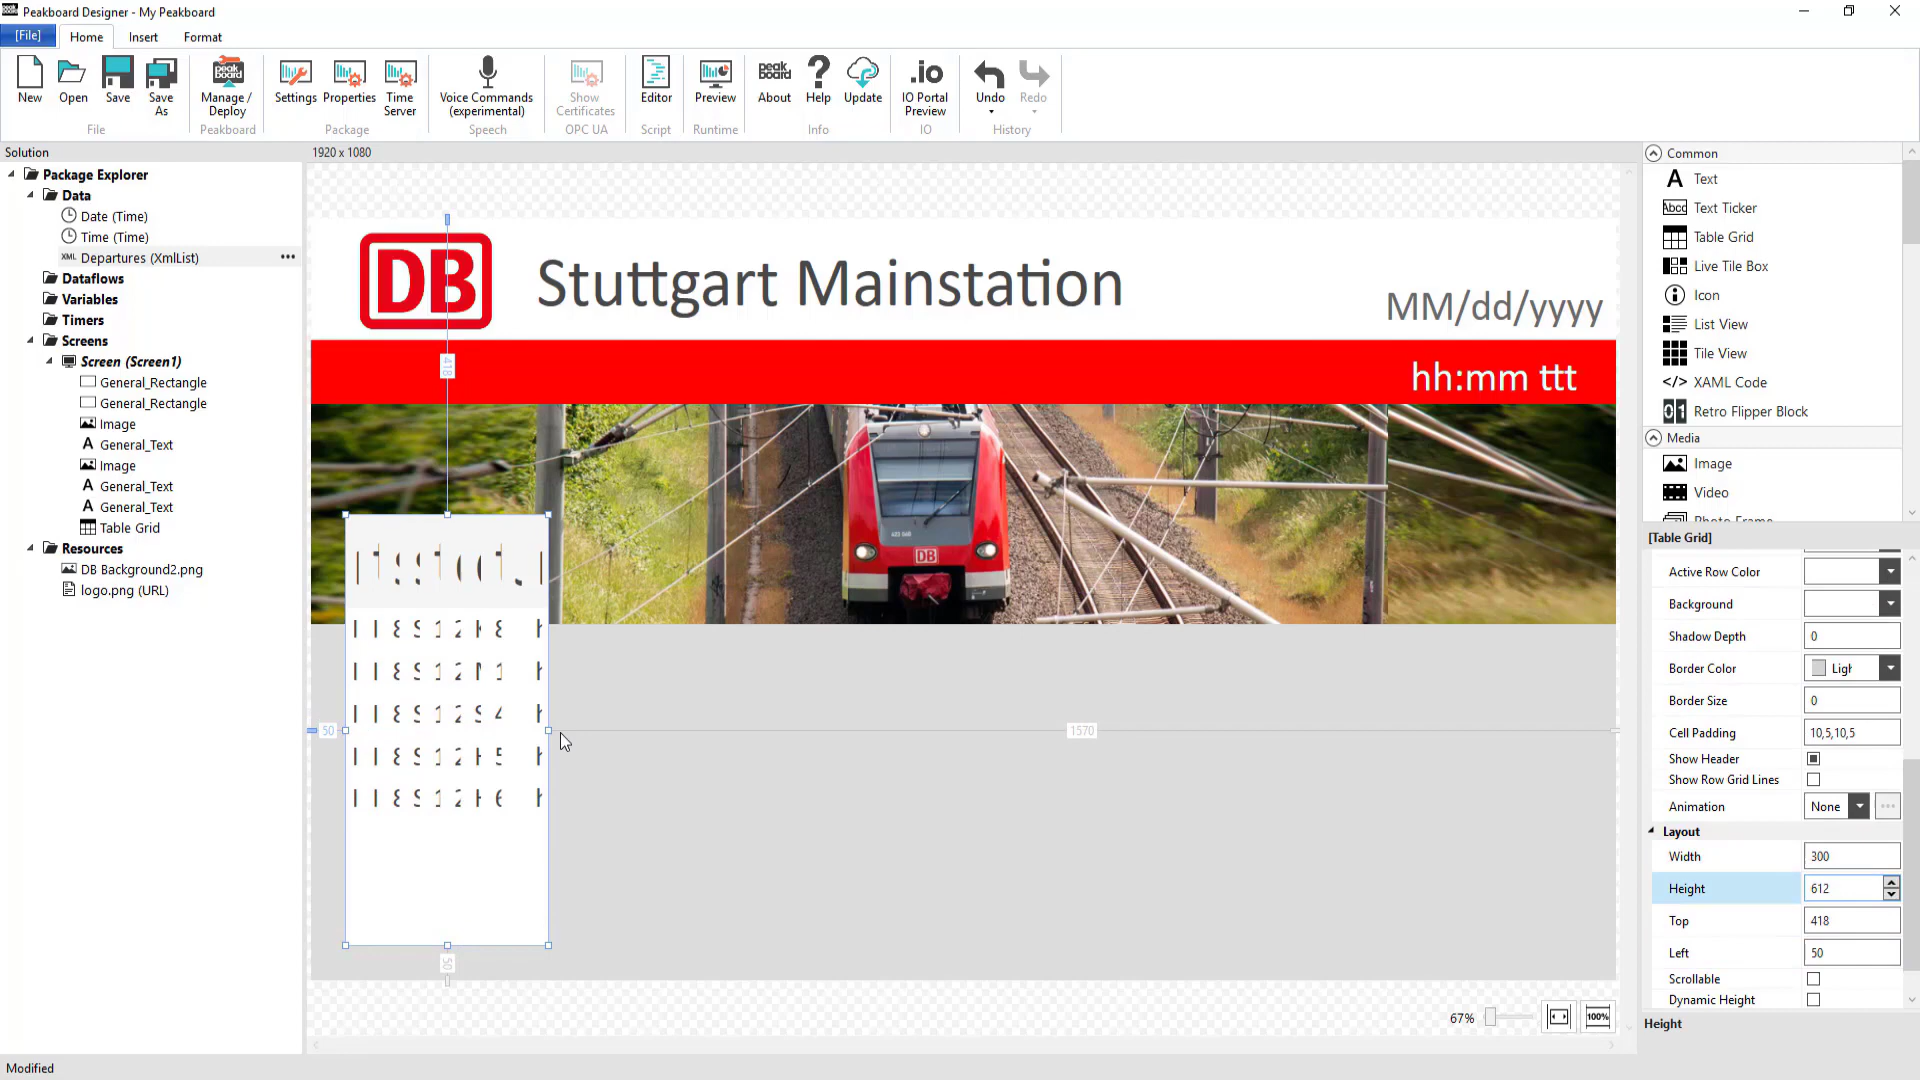 Peakboard Designer - My Peakboard
[File]
Home
Insert
Format
New
Open
Save
Save As
Manage / Deploy
Settings
Properties
Time Server
Voice Commands (experimental)
Show Certificates
Editor
Preview
About
Help
Update
IO Portal Preview
Undo
Redo
File
Peakboard
Package
Speech
OPC UA
Script
Runtime
Info
IO
History
Solution
1920 x 1080
Package Explorer
Data
Date (Time)
Time (Time)
XML Departures (XmlList)
Dataflows
Variables
Timers
Screens
Screen (Screen1)
General_Rectangle
General_Rectangle
Image
General_Text
Image
General_Text
General_Text
Table Grid
Resources
DB Background2.png
logo.png (URL)
DB
Stuttgart Mainstation
MM/dd/yyyy
hh:mm ttt
418
DB
50
1570
50
67%
100%
Common
Text
Text Ticker
Table Grid
Live Tile Box
Icon
List View
Tile View
XAML Code
Retro Flipper Block
Media
Image
Video
Photo Frame
[Table Grid]
Active Row Color
Background
Shadow Depth 0
Border Color
Border Size 0
Cell Padding 10,5,10,5
Show Header
Show Row Grid Lines
Animation None
Layout
Width 300
Height 612
Top 418
Left 50
Scrollable
Dynamic Height
Height
Modified